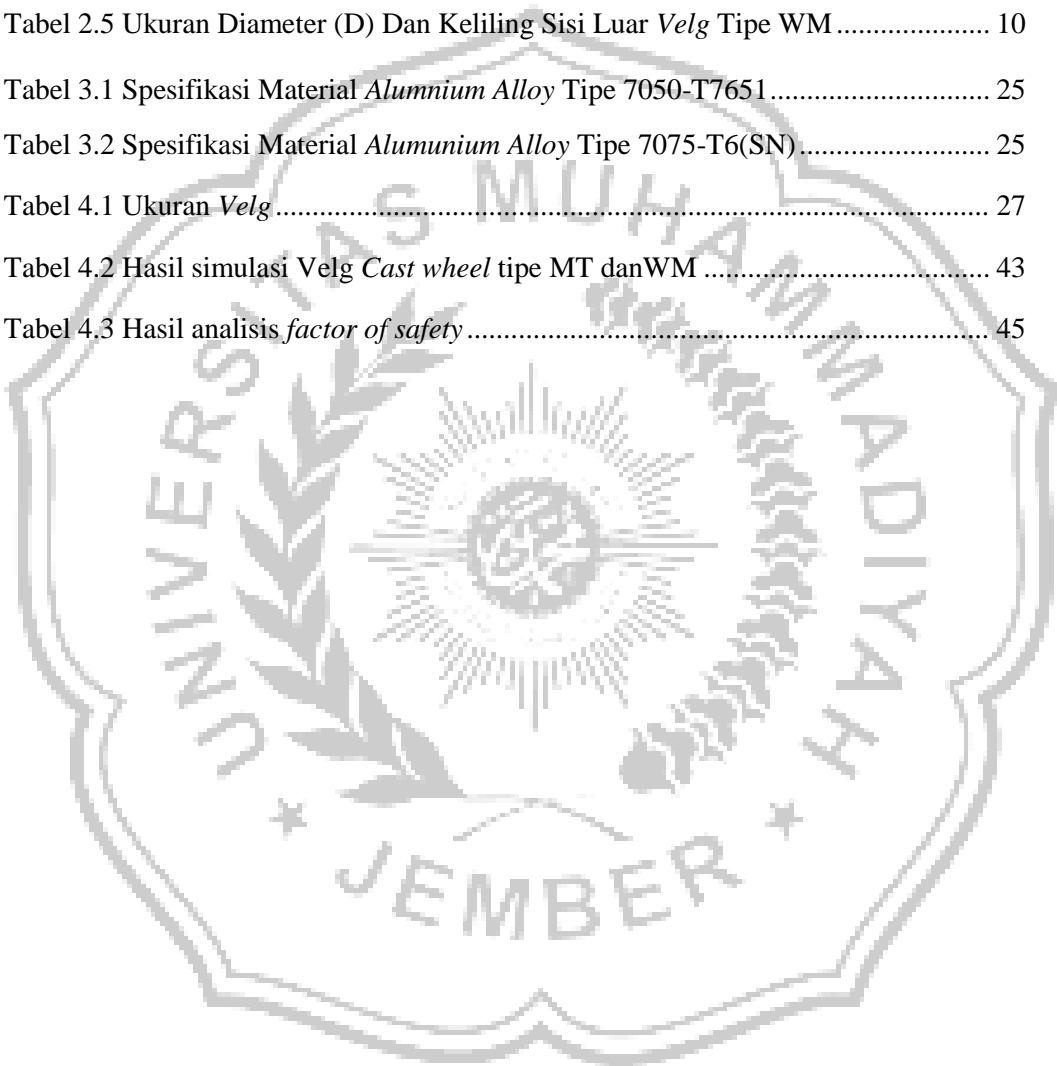 Tabel 2.5 Ukuran Diameter (D) Dan Keliling Sisi Luar Velg Tipe WM ..................... 10
Tabel 3.1 Spesifikasi Material Alumnium Alloy Tipe 7050-T7651 .............................. 25
Tabel 3.2 Spesifikasi Material Alumunium Alloy Tipe 7075-T6(SN) .......................... 25
Tabel 4.1 Ukuran Velg ................................................................................................. 27
Tabel 4.2 Hasil simulasi Velg Cast wheel tipe MT danWM ....................................... 43
Tabel 4.3 Hasil analisis factor of safety ....................................................................... 45
UNIVERSITAS MUHAMMADIYAH
JEMBER